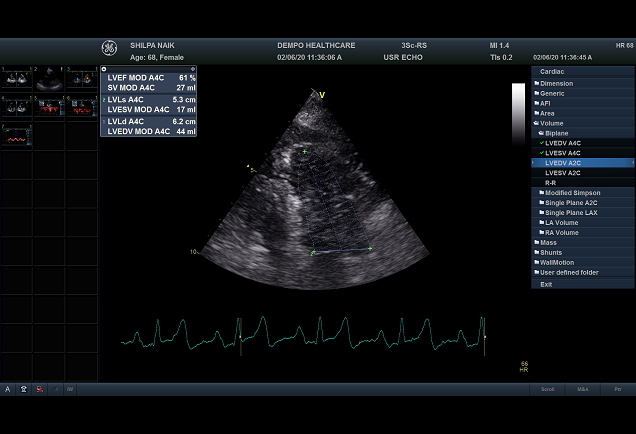 SHILPA NAIK
DEMPO HEALTHCARE
3Sc-RS
MI 1.4
HR 68
Age: 68, Female
02/06/20 11:36:06 A
USR ECHO
TIs 0.2
02/06/20 11:36:45 A
LVEF MOD A4C 61 %
SV MOD A4C 27 ml
LVLs A4C 5.3 cm
LVESV MOD A4C 17 ml
LVLd A4C 6.2 cm
LVEDV MOD A4C 44 ml
V
5
10
66
HR
Cardiac
Dimension
Generic
AFI
Area
Volume
Biplane
LVEDV A4C
LVESV A4C
LVEDV A2C
LVESV A2C
R-R
Modified Simpson
Single Plane A2C
Single Plane LAX
LA Volume
RA Volume
Mass
Shunts
WallMotion
User defined folder
Exit
A
Scroll
M&A